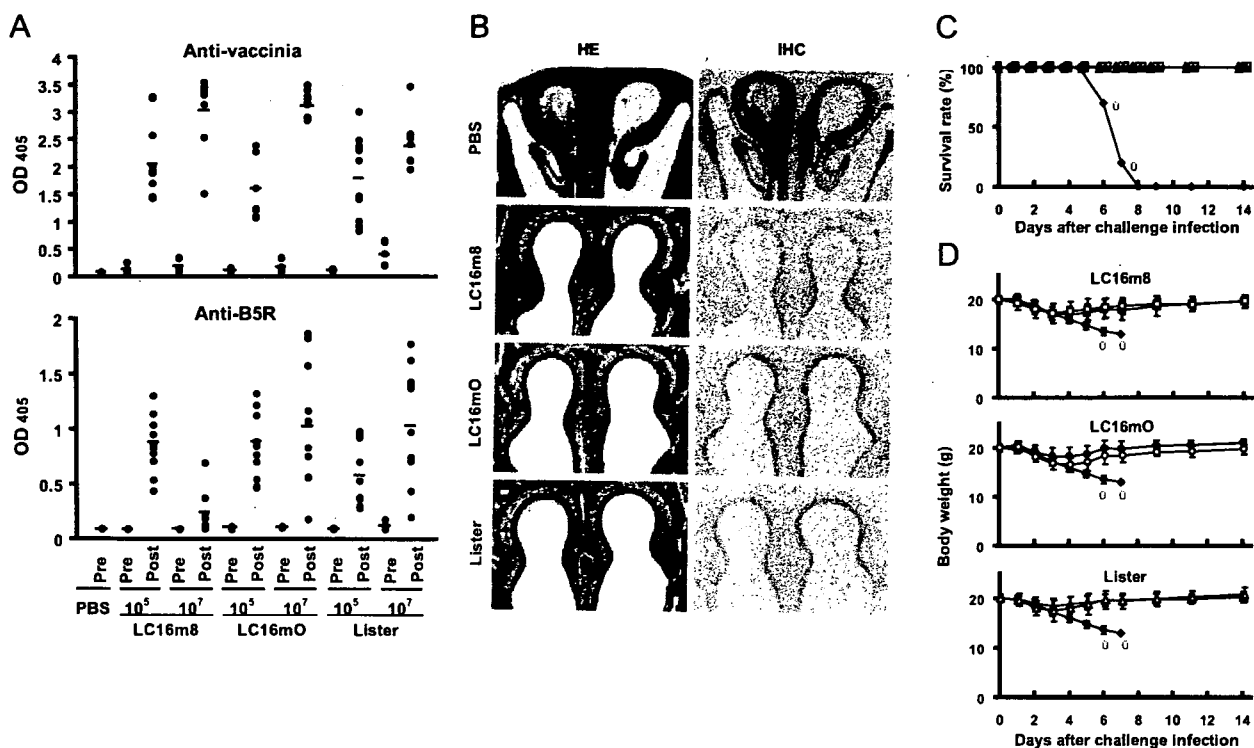 A
Anti-vaccinia
4
3.5
3
2.5
2
1.5
1
0.5
0
OD 405
Anti-B5R
2
1.5
1
0.5
0
OD 405
Pre Pre Post Pre Post Pre Post Pre Post Pre Post Pre Post
PBS 10⁵ 10⁷ 10⁵ 10⁷ 10⁵ 10⁷
LC16m8 LC16mO Lister
B
HE IHC
PBS
LC16m8
LC16mO
Lister
C
Survival rate (%)
100
50
0
ù
ù
0 2 4 6 8 10 12 14
Days after challenge infection
D
Body weight (g)
LC16m8
20
10
0
ù ù
LC16mO
20
10
0
ù ù
Lister
20
10
0
ù ù
0 2 4 6 8 10 12 14
Days after challenge infection